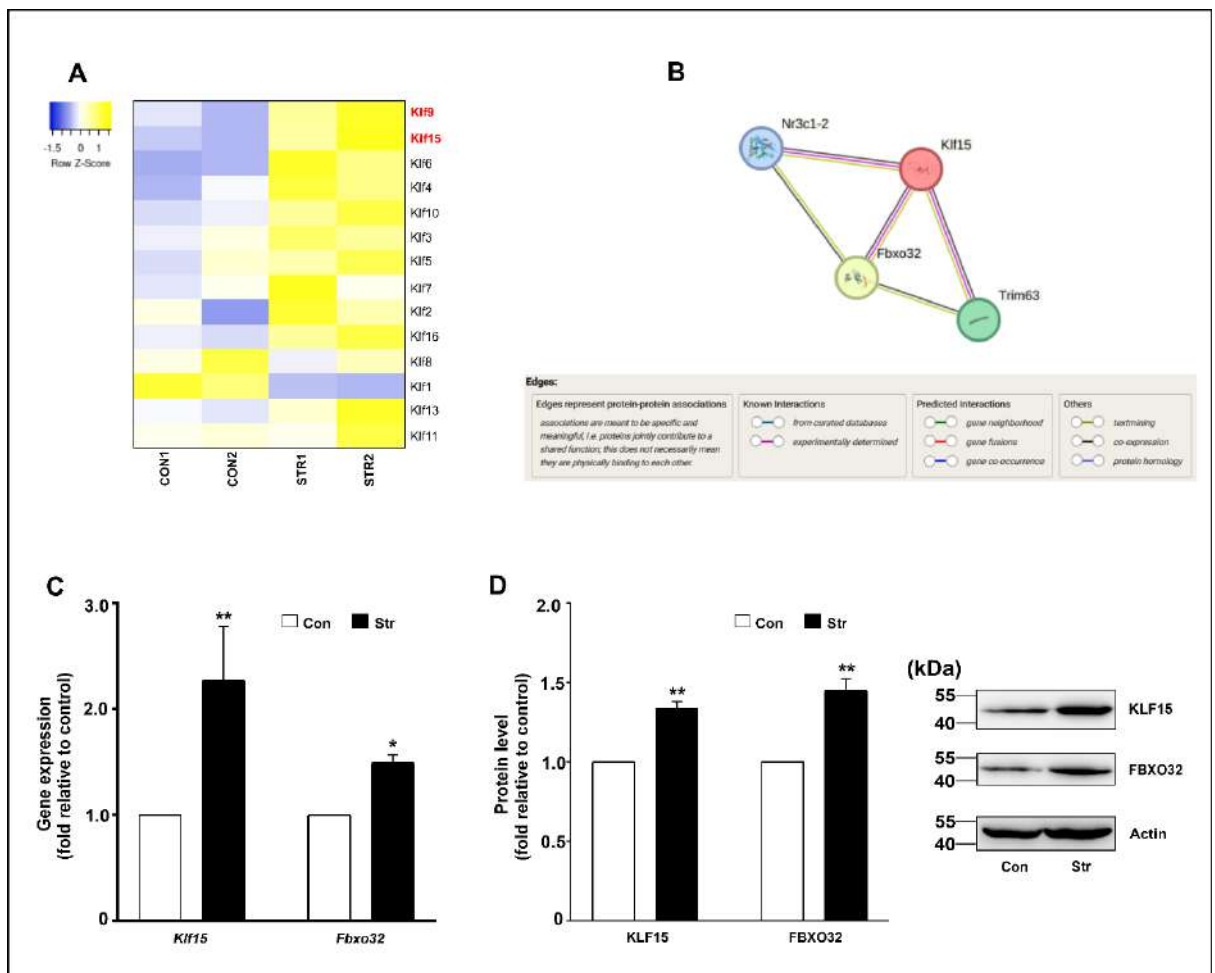 A
-1.5
0
1
Row Z-Score
Klf9
Klf15
Klf6
Klf4
Klf10
Klf3
Klf5
Klf7
Klf2
Klf16
Klf8
Klf1
Klf13
Klf11
CON1
CON2
STR1
STR2
B
Nr3c1-2
Klf15
Fbxo32
Trim63
Edges:
Edges represent protein-protein associations
associations are meant to be specific and
meaningful, i.e. proteins jointly contribute to a
shared function; this does not necessarily mean
they are physically binding to each other.
Known Interactions
from curated databases
experimentally determined
Predicted Interactions
gene neighborhood
gene fusions
gene co-occurrence
Others
textmining
co-expression
protein homology
C
Gene expression
(fold relative to control)
3.0
2.0
1.0
0
Con
Str
**
*
Klf15
Fbxo32
D
Protein level
(fold relative to control)
2.0
1.5
1.0
0.5
0
Con
Str
**
**
KLF15
FBXO32
(kDa)
55
40
KLF15
55
40
FBXO32
55
40
Actin
Con
Str